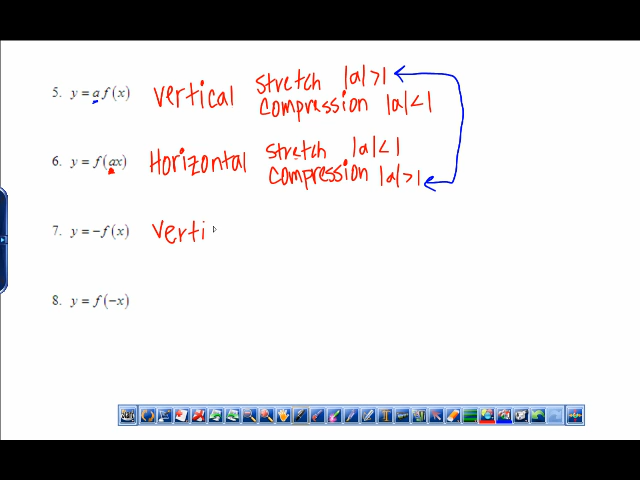 5. y = a f(x) vertical stretch |a|>1
compression |a|<1
6. y = f(ax) Horizontal stretch |a|<1
compression |a|>1
7. y = −f(x) verti
8. y = f(−x)